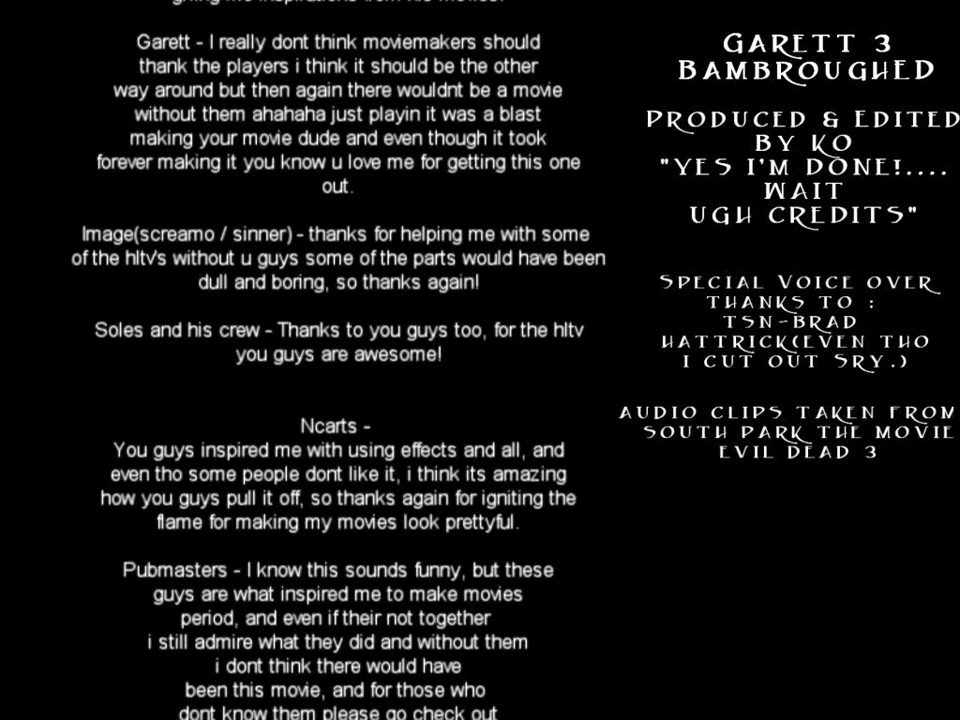 Garett - I really dont think moviemakers should
thank the players i think it should be the other
way around but then again there wouldnt be a movie
without them ahahaha just playin it was a blast
making your movie dude and even though it took
forever making it you know u love me for getting this one
out.
Image(screamo / sinner) - thanks for helping me with some
of the hltv's without u guys some of the parts would have been
dull and boring, so thanks again!
Soles and his crew - Thanks to you guys too, for the hltv
you guys are awesome!
Ncarts -
You guys inspired me with using effects and all, and
even tho some people dont like it, i think its amazing
how you guys pull it off, so thanks again for igniting the
flame for making my movies look prettyful.
Pubmasters - I know this sounds funny, but these
guys are what inspired me to make movies
period, and even if their not together
i still admire what they did and without them
i dont think there would have
been this movie, and for those who
dont know them please go check out
GARETT 3
BAMBROUGHED
PRODUCED & EDITED
BY KO
"YES I'M DONE!....
WAIT
UGH CREDITS"
SPECIAL VOICE OVER
THANKS TO :
TSN-BRAD
HATTRICK(EVEN THO
I CUT OUT SRY.)
AUDIO CLIPS TAKEN FROM
SOUTH PARK THE MOVIE
EVIL DEAD 3